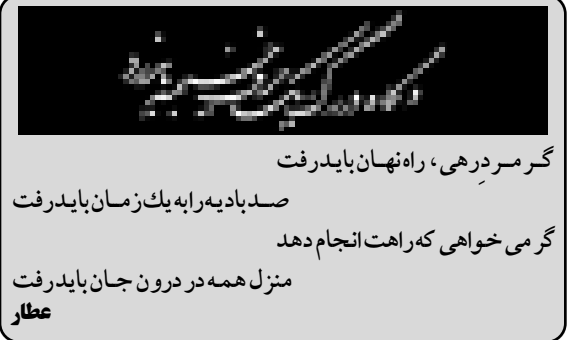 گر مردِ رهی، راه نهان باید رفت
صد بادیه را به یك زمان باید رفت
گر می خواهی که راهت انجام دهد
منزل همه در درون جان باید رفت
عطار